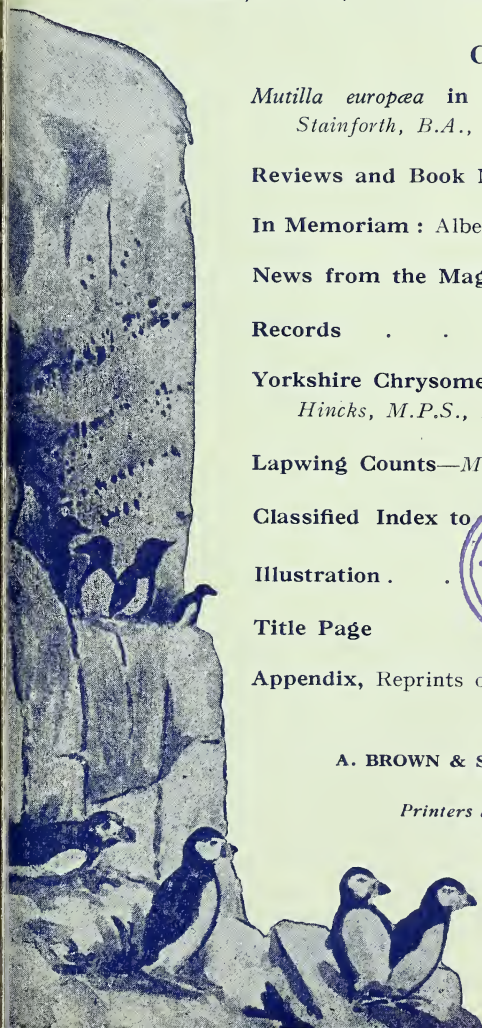 C
Mutilla europæa in
Stainforth, B.A.,
Reviews and Book N
In Memoriam : Albe
News from the Mag
Records . .
Yorkshire Chrysome
Hincks, M.P.S.,
Lapwing Counts—M
Classified Index to
Illustration . .
Title Page
Appendix, Reprints o
A. BROWN & S
Printers